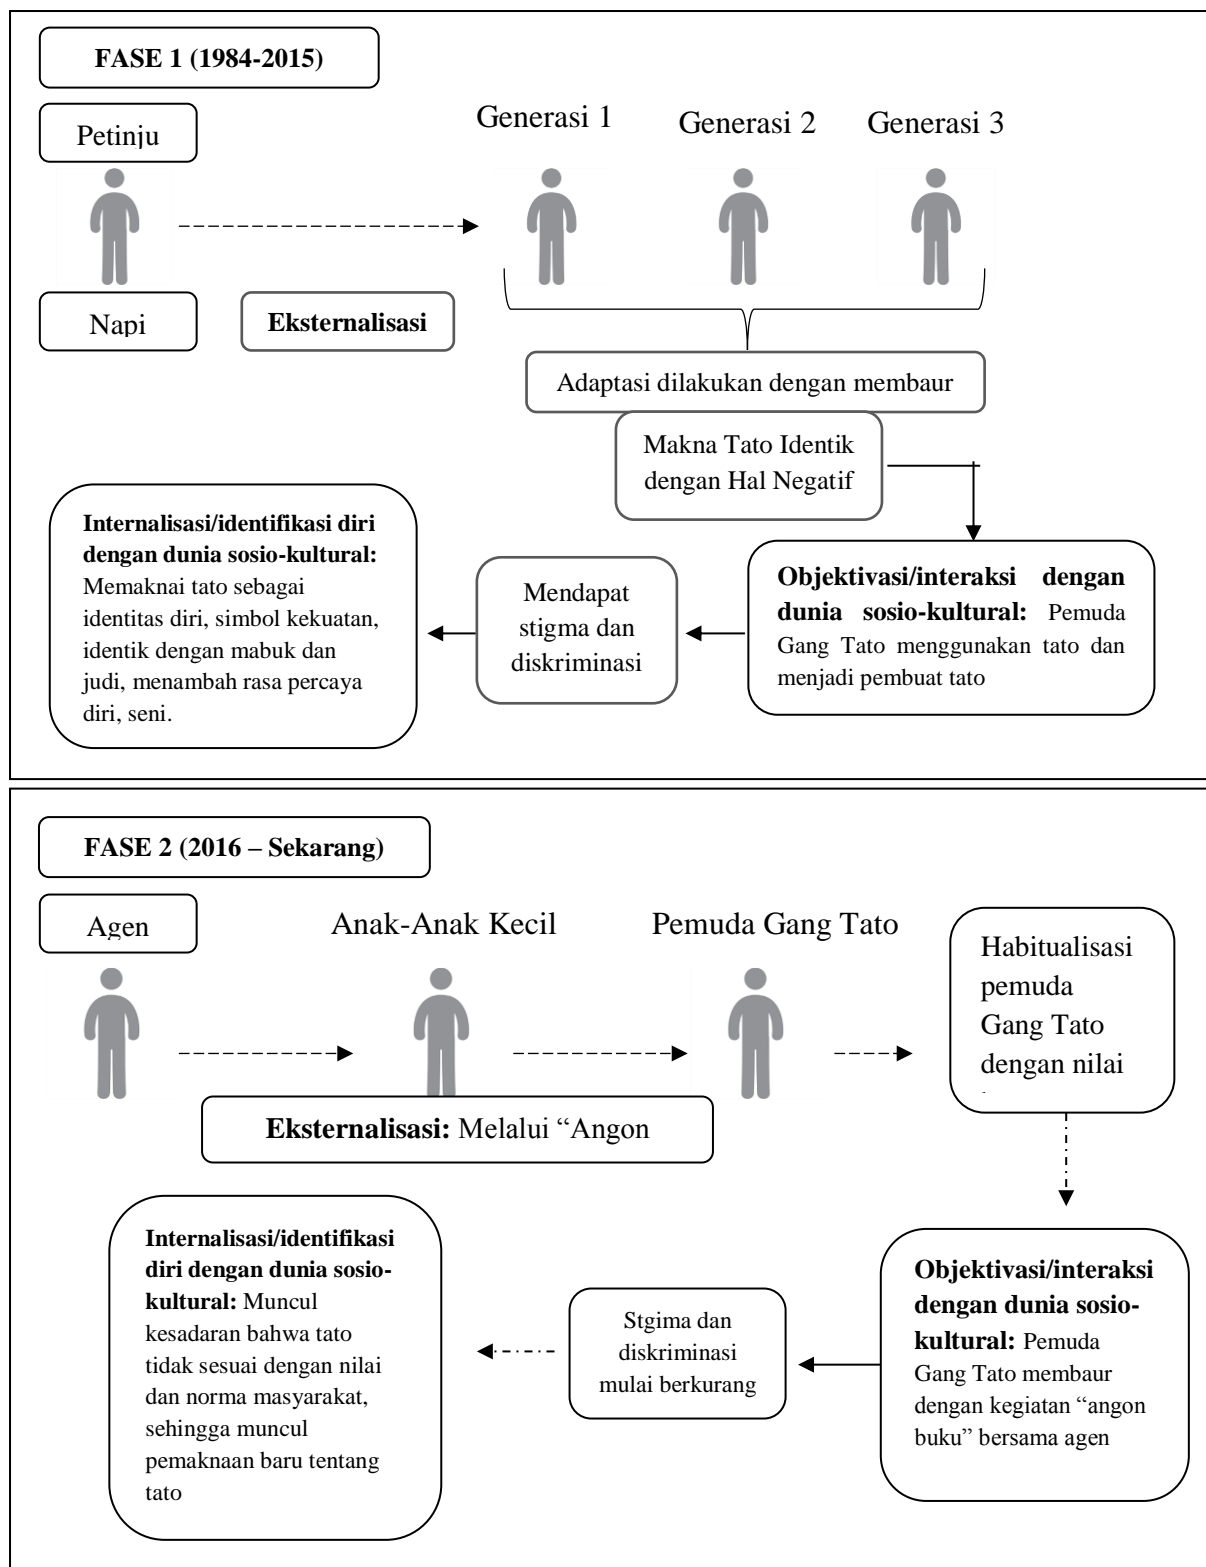 FASE 1 (1984-2015)
Petinju
Generasi 1
Generasi 2
Generasi 3
Napi
Eksternalisasi
Adaptasi dilakukan dengan membaur
Makna Tato Identik
dengan Hal Negatif
Internalisasi/identifikasi diri
dengan dunia sosio-kultural:
Memaknai tato sebagai
identitas diri, simbol kekuatan,
identik dengan mabuk dan
judi, menambah rasa percaya
diri, seni.
Mendapat
stigma dan
diskriminasi
Objektivasi/interaksi dengan
dunia sosio-kultural: Pemuda
Gang Tato menggunakan tato dan
menjadi pembuat tato
FASE 2 (2016 – Sekarang)
Agen
Anak-Anak Kecil
Pemuda Gang Tato
Habitualisasi
pemuda
Gang Tato
dengan nilai
Eksternalisasi: Melalui “Angon
Internalisasi/identifikasi
diri dengan dunia sosio-
kultural: Muncul
kesadaran bahwa tato
tidak sesuai dengan nilai
dan norma masyarakat,
sehingga muncul
pemaknaan baru tentang
tato
Stgima dan
diskriminasi
mulai berkurang
Objektivasi/interaksi
dengan dunia sosio-
kultural: Pemuda
Gang Tato membaur
dengan kegiatan “angon
buku” bersama agen